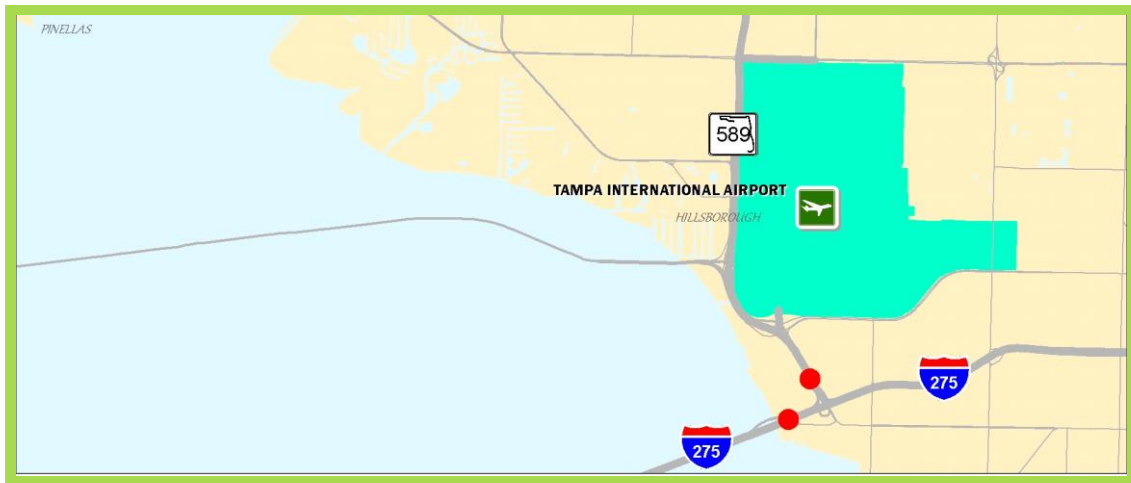 PINELLAS
589
TAMPA INTERNATIONAL AIRPORT
HILLSBOROUGH
275
275